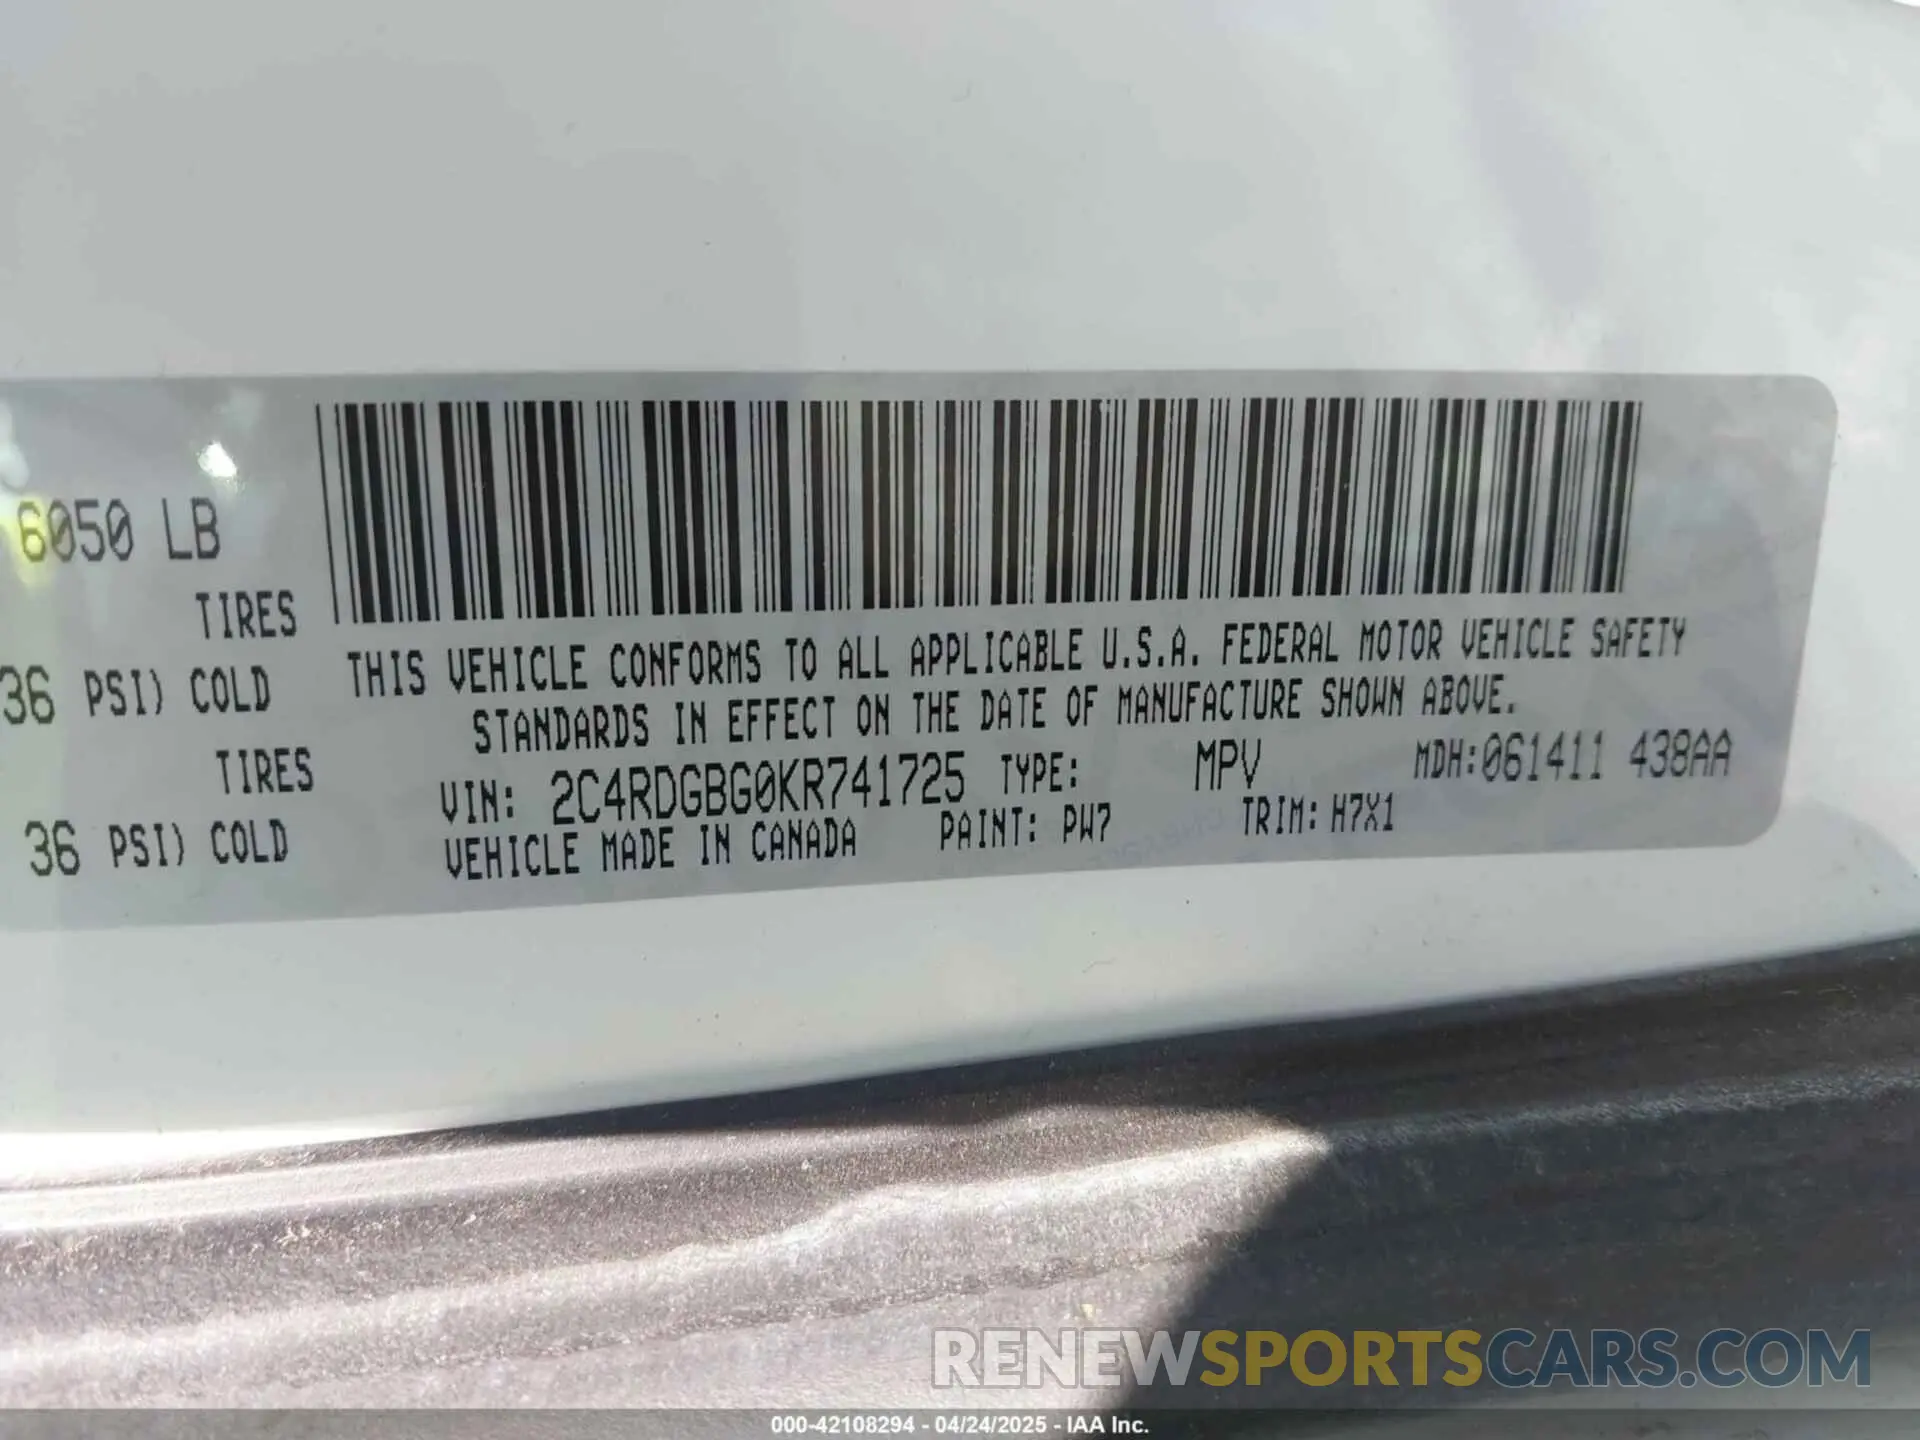 6050 LB
TIRES
36 PSI) COLD
TIRES
36 PSI) COLD
THIS VEHICLE CONFORMS TO ALL APPLICABLE U.S.A. FEDERAL MOTOR VEHICLE SAFETY
STANDARDS IN EFFECT ON THE DATE OF MANUFACTURE SHOWN ABOVE.
VIN: 2C4RDGBG0KR741725 TYPE: MPV MDH:061411 438AA
VEHICLE MADE IN CANADA PAINT: PW7 TRIM: H7X1
RENEWSPORTSCARS.COM
000-42108294 - 04/24/2025 - IAA Inc.